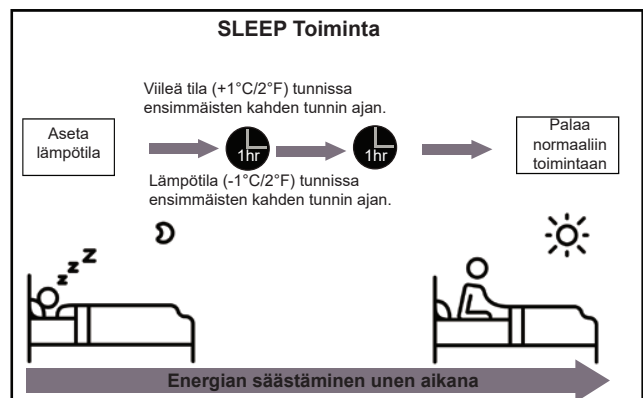 SLEEP Toiminta
Viileä tila (+1°C/2°F) tunnissa
ensimmäisten kahden tunnin ajan.
Aseta
lämpötila
1hr
1hr
Palaa
normaaliin
toimintaan
Lämpötila (-1°C/2°F) tunnissa
ensimmäisten kahden tunnin ajan.
z z z Z
Energian säästäminen unen aikana